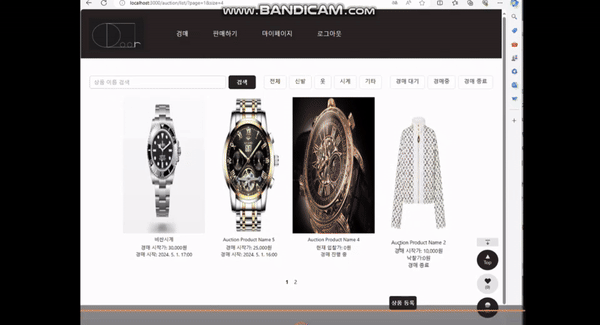 localhost:3000/auction/list/?page=1&size=4
www.BANDICAM.com
Door
검매
판매하기
마이페이지
로그아웃
상품 이름 검색
검색
전체
신발
옷
시계
기타
경매 대기
경매중
경매 종료
비싼시계
경매 시작가: 30,000원
경매 시작: 2024. 5. 1. 17:00
Auction Product Name 5
경매 시작가: 25,000원
경매 시작: 2024. 5. 1. 16:00
Auction Product Name 4
현재 입찰가:0원
경매 진행 중
Auction Product Name 2
경매 시작가: 10,000원
낙찰가:0원
경매 종료
1 2
Top
상품 등록